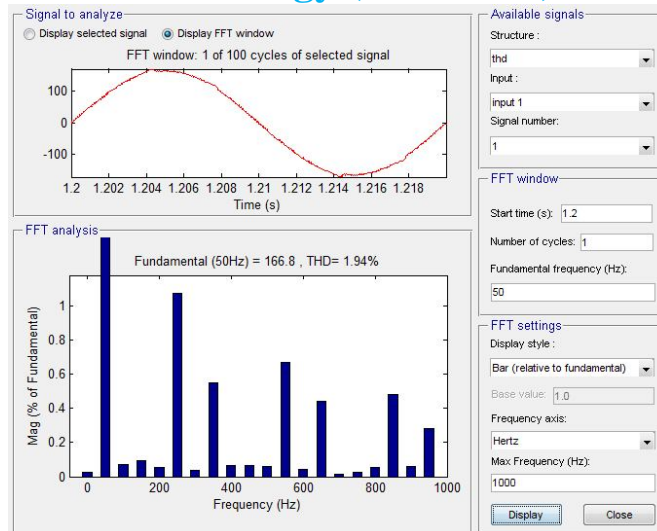 Signal to analyze
Display selected signal
Display FFT window
FFT window: 1 of 100 cycles of selected signal
100
0
-100
1.2 1.202 1.204 1.206 1.208 1.21 1.212 1.214 1.216 1.218
Time (s)
FFT analysis
Fundamental (50Hz) = 166.8 , THD= 1.94%
Mag (% of Fundamental)
1
0.8
0.6
0.4
0.2
0
0 200 400 600 800 1000
Frequency (Hz)
Available signals
Structure :
thd
Input :
input 1
Signal number:
1
FFT window
Start time (s): 1.2
Number of cycles: 1
Fundamental frequency (Hz):
50
FFT settings
Display style :
Bar (relative to fundamental)
Base value: 1.0
Frequency axis:
Hertz
Max Frequency (Hz):
1000
Display Close